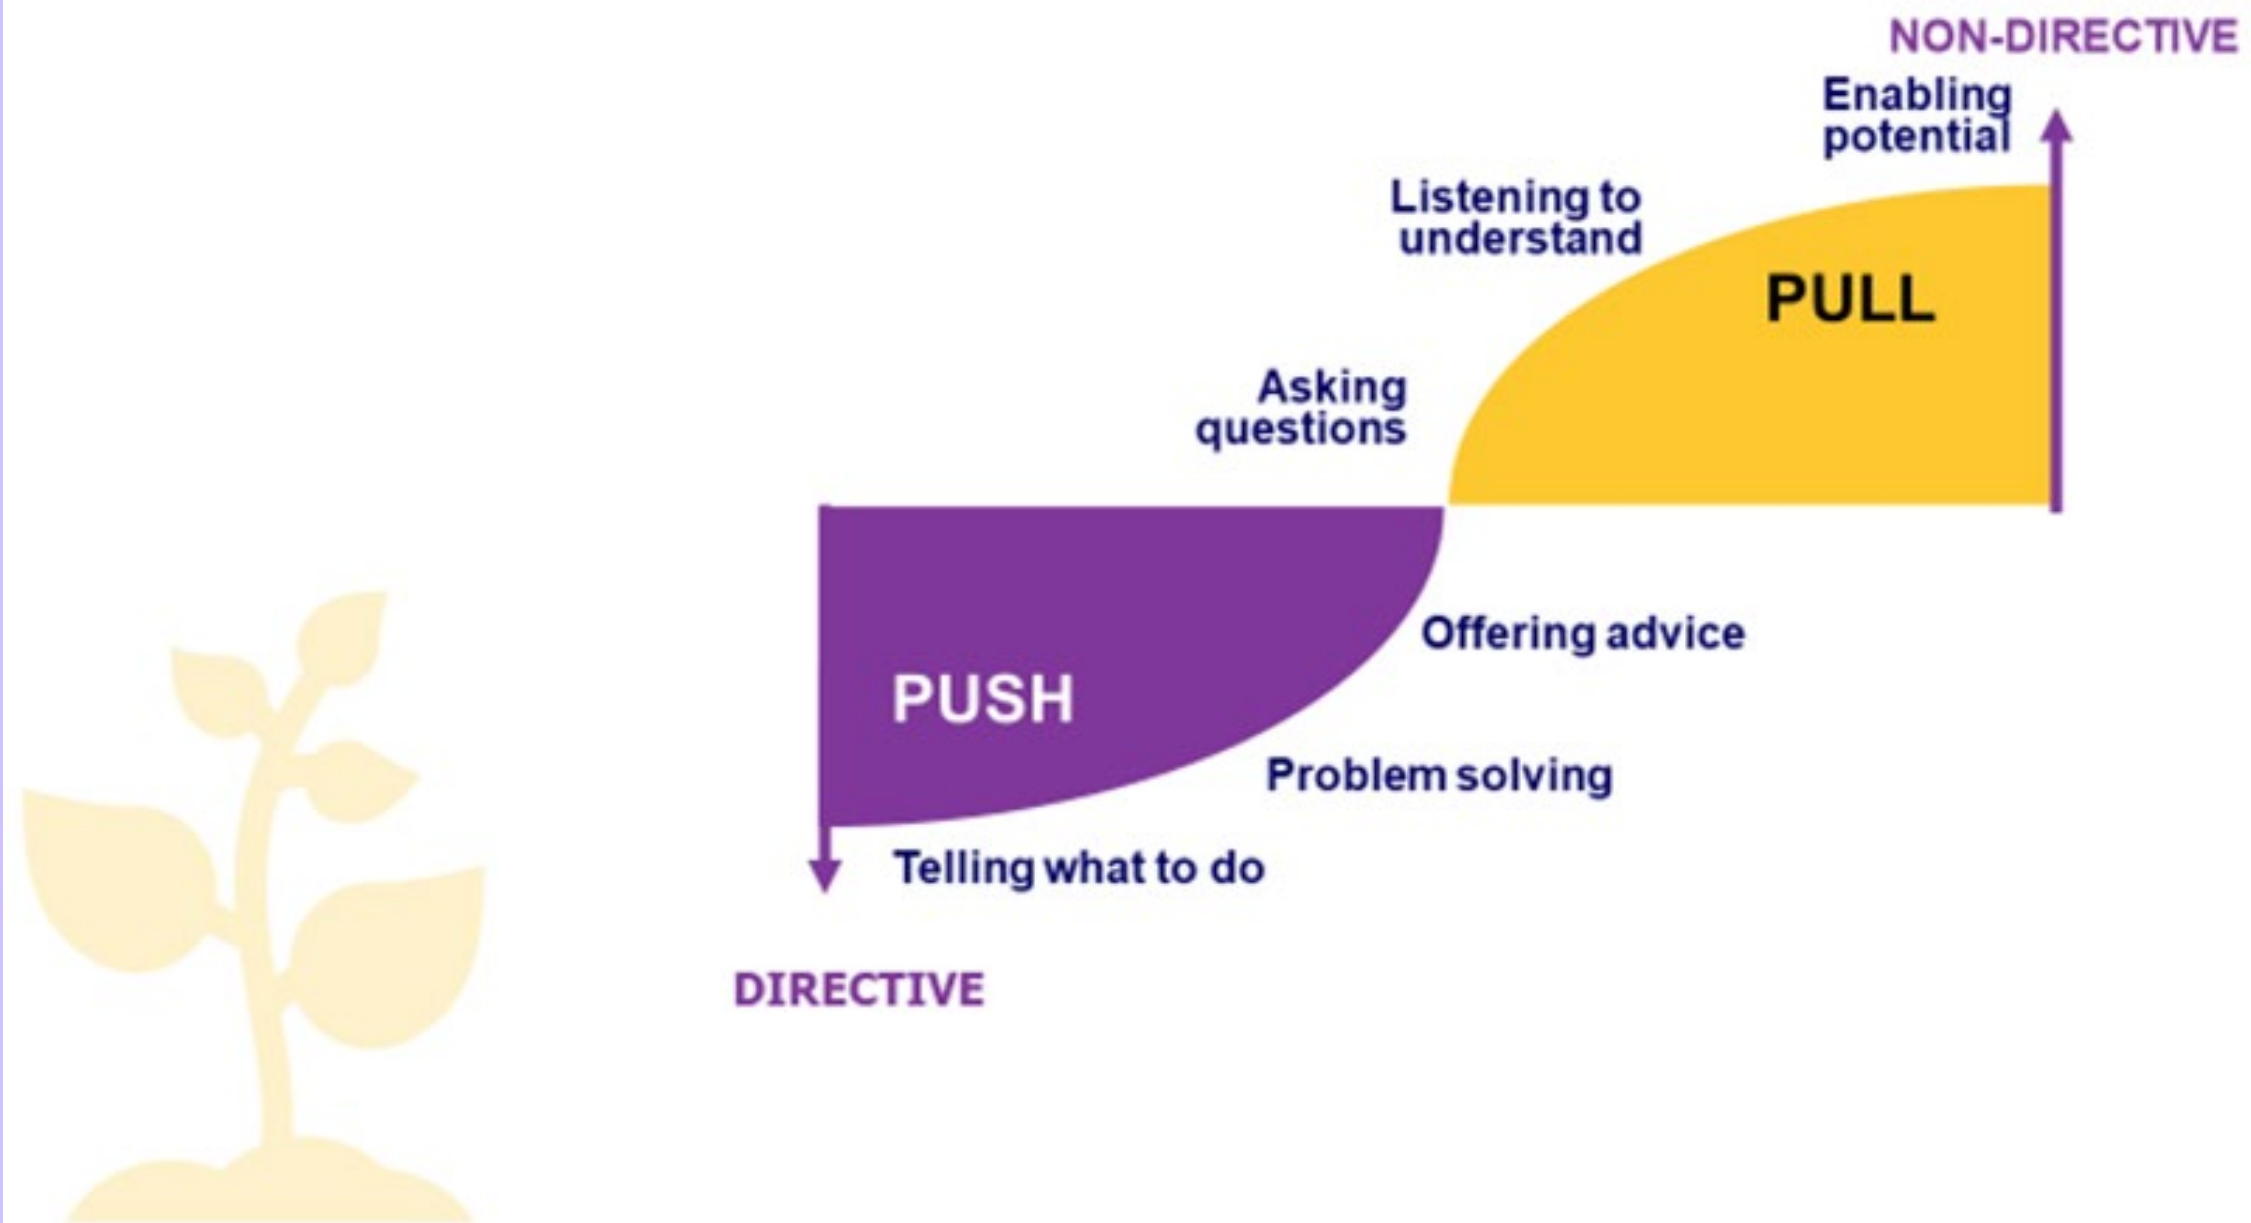 NON-DIRECTIVE
Enabling
potential
Listening to
understand
PULL
Asking
questions
Offering advice
PUSH
Problem solving
Telling what to do
DIRECTIVE